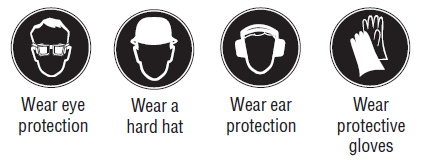 Wear eye
protection
Wear a
hard hat
Wear ear
protection
Wear
protective
gloves